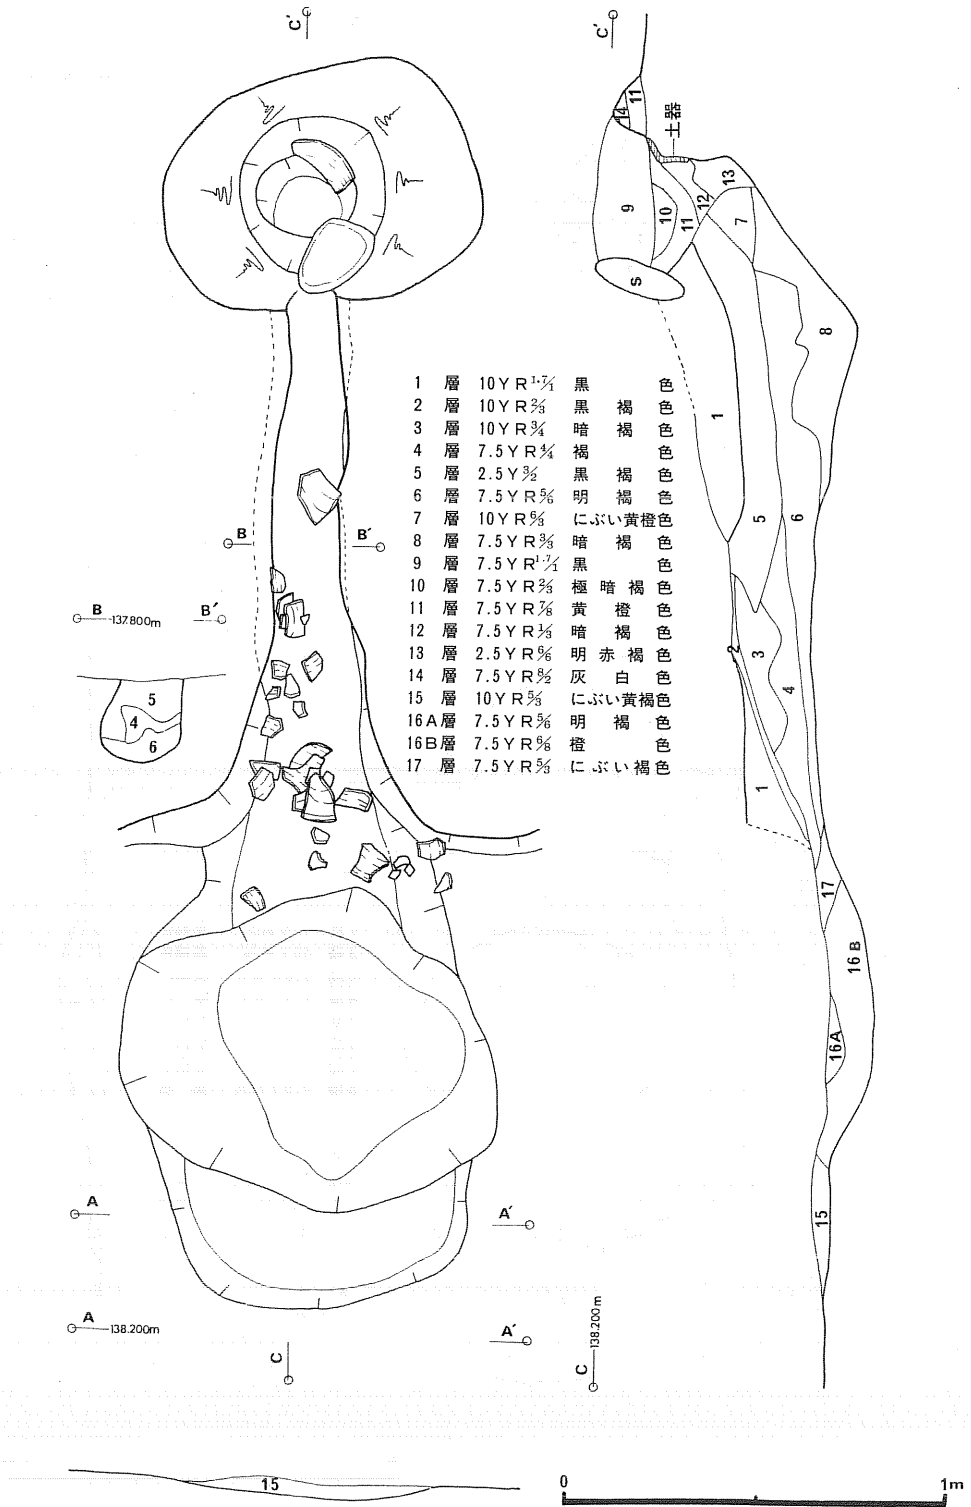 C′
C′
11
14
土器
13
12
9
10
11
7
S
8
1 層 10YR1.7/1 黒色
2 層 10YR2/3 黒褐色
3 層 10YR3/4 暗褐色
4 層 7.5YR4/4 褐色
5 層 2.5Y3/2 黒褐色
6 層 7.5YR5/6 明褐色
7 層 10YR6/3 にぶい黄橙色
8 層 7.5YR3/3 暗褐色
9 層 7.5YR1.7/1 黒色
10 層 7.5YR2/3 極暗褐色
11 層 7.5YR7/8 黄橙色
12 層 7.5YR1/3 暗褐色
13 層 2.5YR6/6 明赤褐色
14 層 7.5YR8/2 灰白色
15 層 10YR5/3 にぶい黄褐色
16A層 7.5YR5/6 明褐色
16B層 7.5YR6/8 橙色
17 層 7.5YR5/3 にぶい褐色
1
5
6
B
B′
B
137.800m
B′
5
4
6
2
3
4
1
17
16B
16A
15
A
A′
A
138.200m
A′
C
C
138.200m
15
0
1m